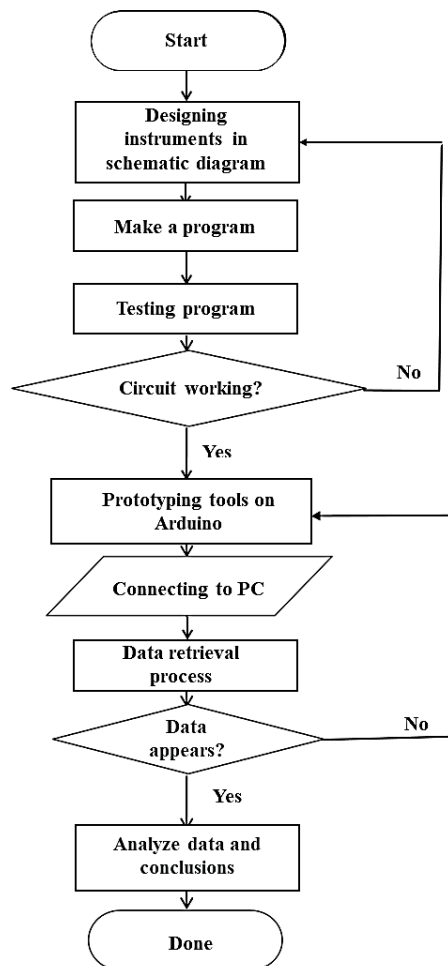 Start
Designing
instruments in
schematic diagram
Make a program
Testing program
Circuit working?
No
Yes
Prototyping tools on
Arduino
Connecting to PC
Data retrieval
process
Data
appears?
No
Yes
Analyze data and
conclusions
Done